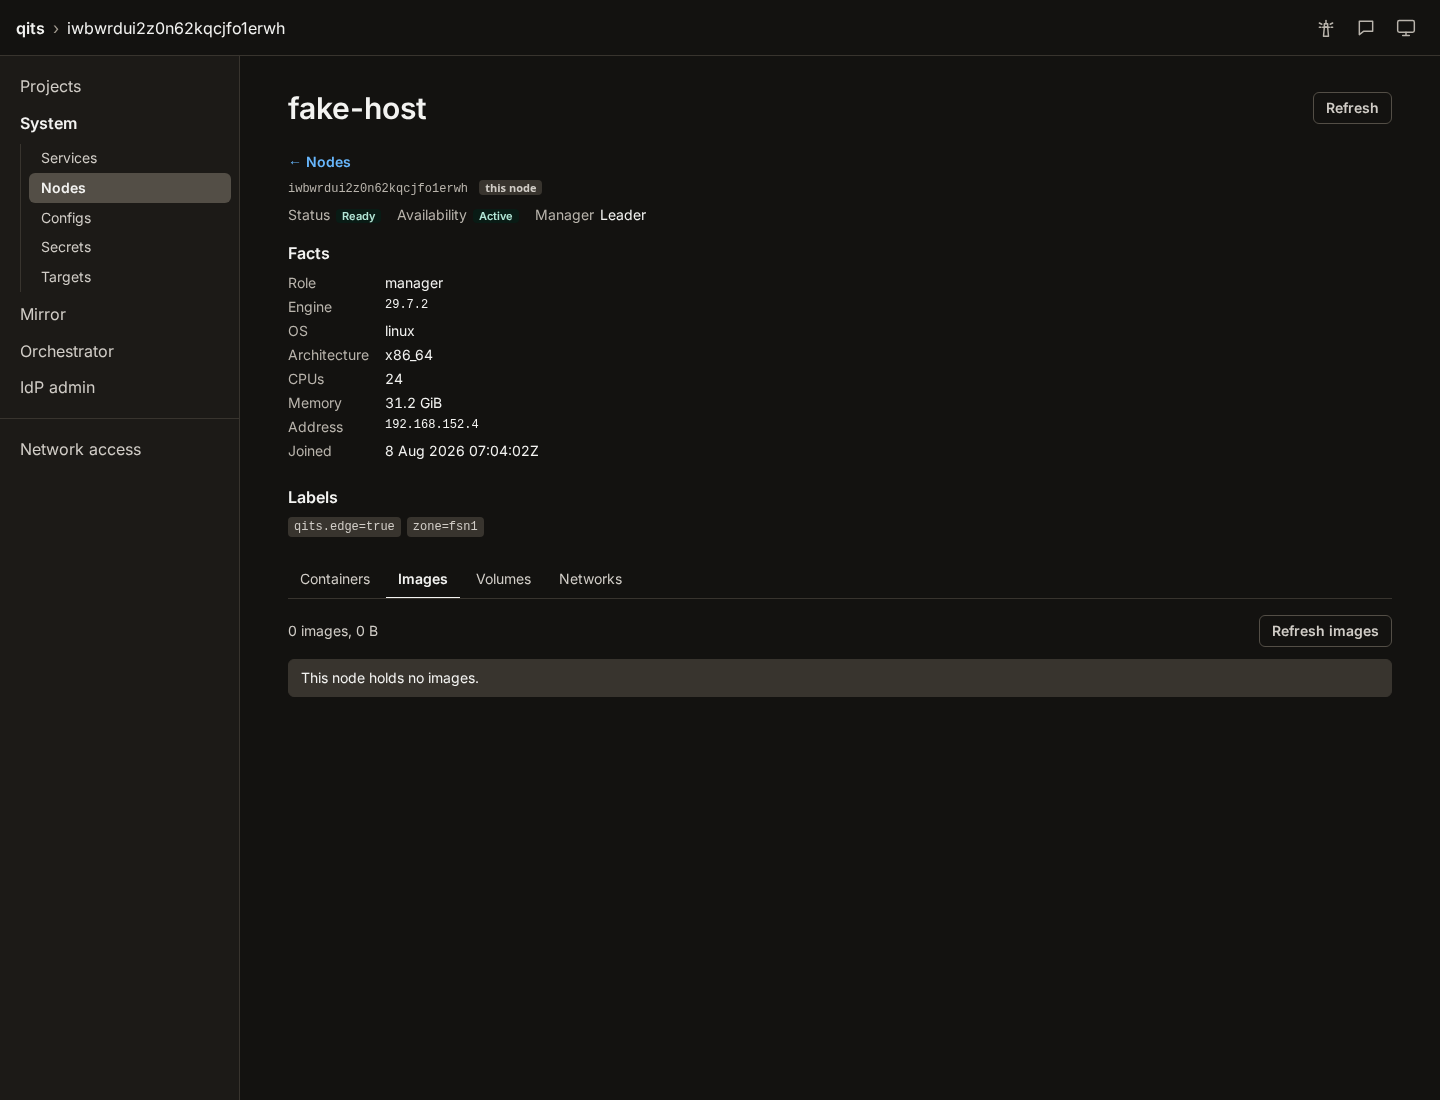 qits › iwbwrdui2z0n62kqcjfo1erwh
Projects
System
Services
Nodes
Configs
Secrets
Targets
Mirror
Orchestrator
IdP admin
Network access
fake-host
Refresh
← Nodes
iwbwrdui2z0n62kqcjfo1erwh this node
Status Ready Availability Active Manager Leader
Facts
Role manager
Engine 29.7.2
OS linux
Architecture x86_64
CPUs 24
Memory 31.2 GiB
Address 192.168.152.4
Joined 8 Aug 2026 07:04:02Z
Labels
qits.edge=true zone=fsn1
Containers Images Volumes Networks
0 images, 0 B
Refresh images
This node holds no images.